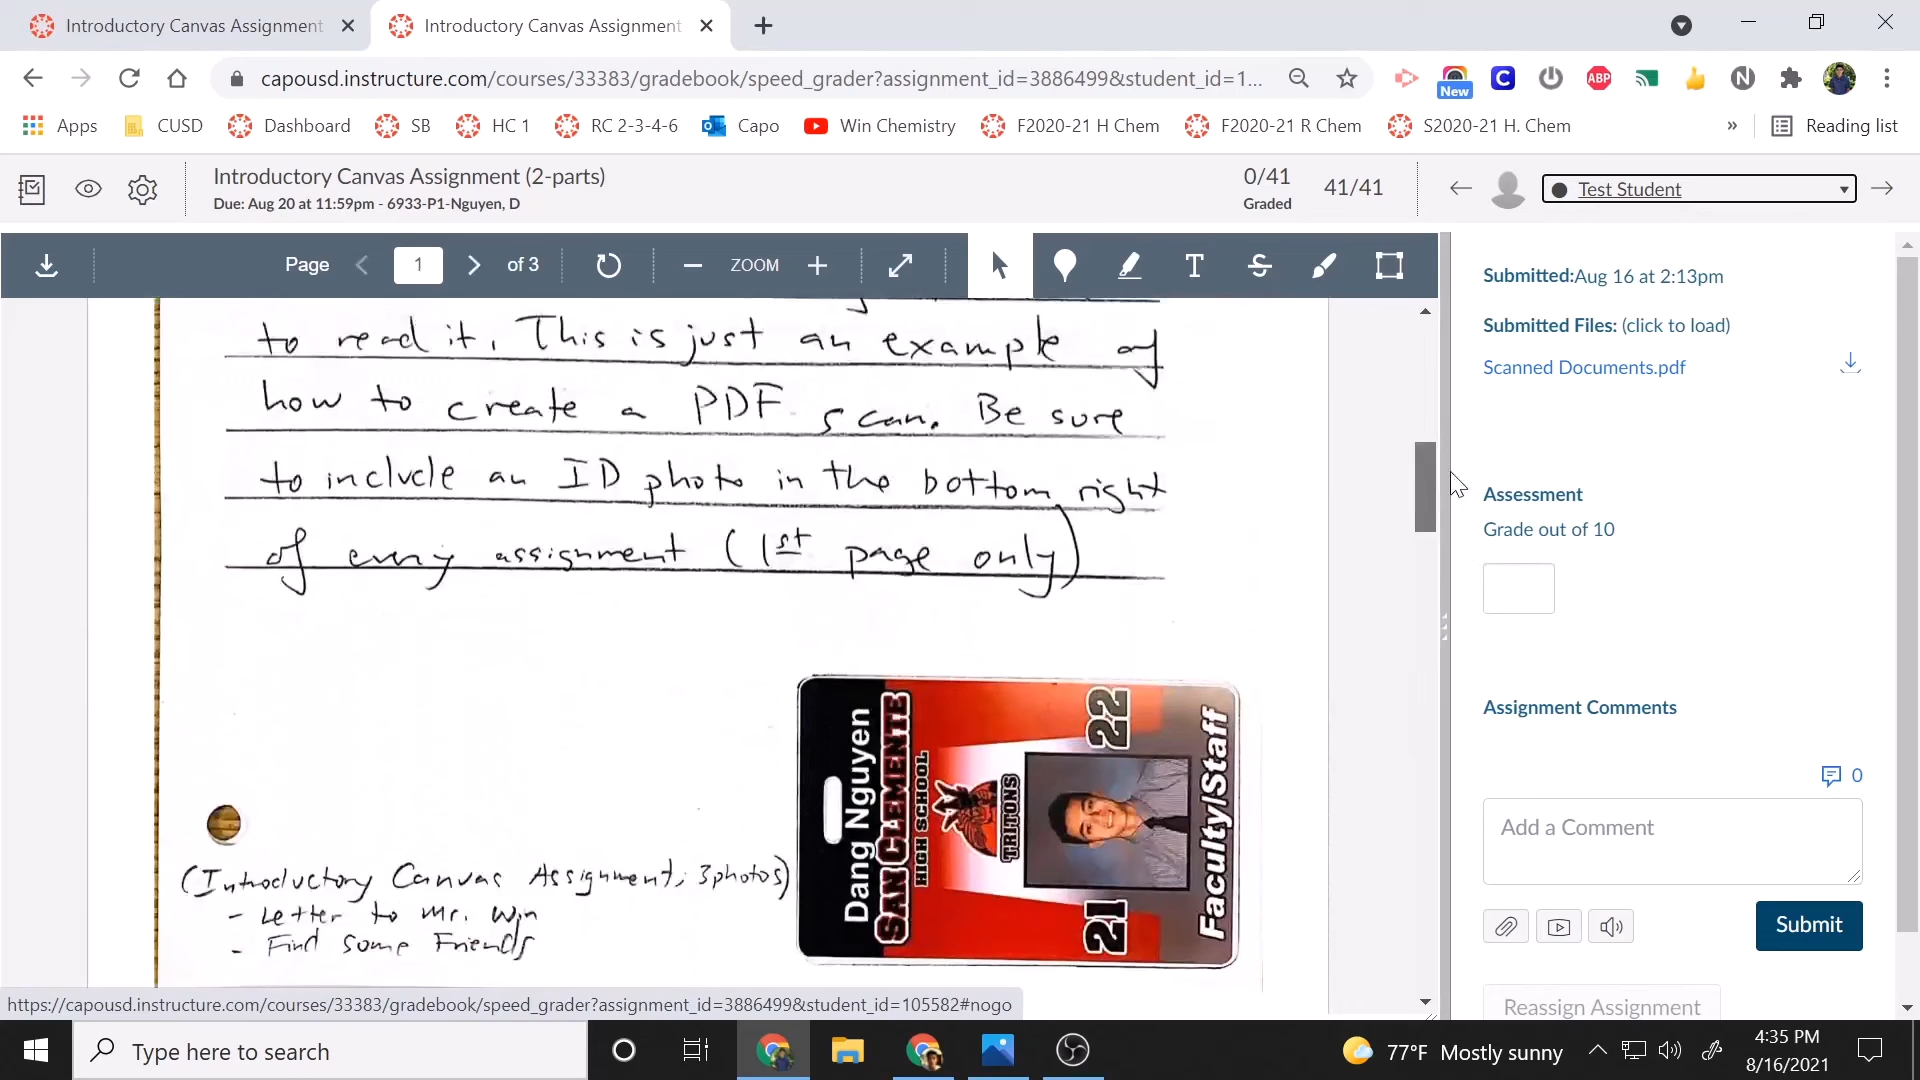 Introductory Canvas Assignment
Introductory Canvas Assignment
capousd.instructure.com/courses/33383/gradebook/speed_grader?assignment_id=3886499&student_id=1...
New
ABP
Apps
CUSD
Dashboard
SB
HC 1
RC 2-3-4-6
Capo
Win Chemistry
F2020-21 H Chem
F2020-21 R Chem
S2020-21 H. Chem
»
Reading list
Introductory Canvas Assignment (2-parts)
Due: Aug 20 at 11:59pm - 6933-P1-Nguyen, D
0/41
Graded
41/41
Test Student
Page
1
of 3
ZOOM
to read it. This is just an example of
how to create a PDF scan. Be sure
to include an ID photo in the bottom right
of every assignment (1st page only)
Dang Nguyen
SAN CLEMENTE
HIGH SCHOOL
TRITONS
21
22
Faculty/Staff
(Introductory Canvas Assignment, 3 photos)
- Letter to Mr. Win
- Find Some Friends
Submitted:Aug 16 at 2:13pm
Submitted Files: (click to load)
Scanned Documents.pdf
Assessment
Grade out of 10
Assignment Comments
0
Add a Comment
Submit
Reassign Assignment
https://capousd.instructure.com/courses/33383/gradebook/speed_grader?assignment_id=3886499&student_id=105582#nogo
Type here to search
77°F Mostly sunny
4:35 PM
8/16/2021